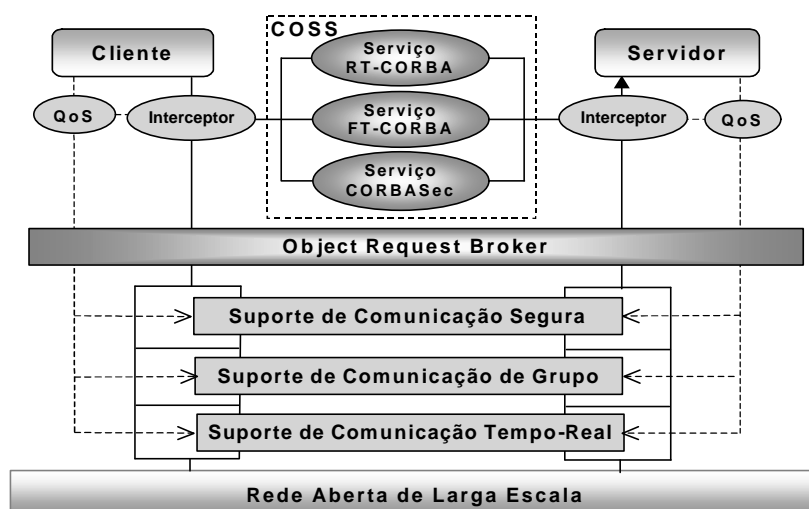 COSS
Cliente
Serviço
RT-CORBA
Servidor
QoS
Interceptor
Serviço
FT-CORBA
Interceptor
QoS
Serviço
CORBASec
Object Request Broker
Suporte de Comunicação Segura
Suporte de Comunicação de Grupo
Suporte de Comunicação Tempo-Real
Rede Aberta de Larga Escala